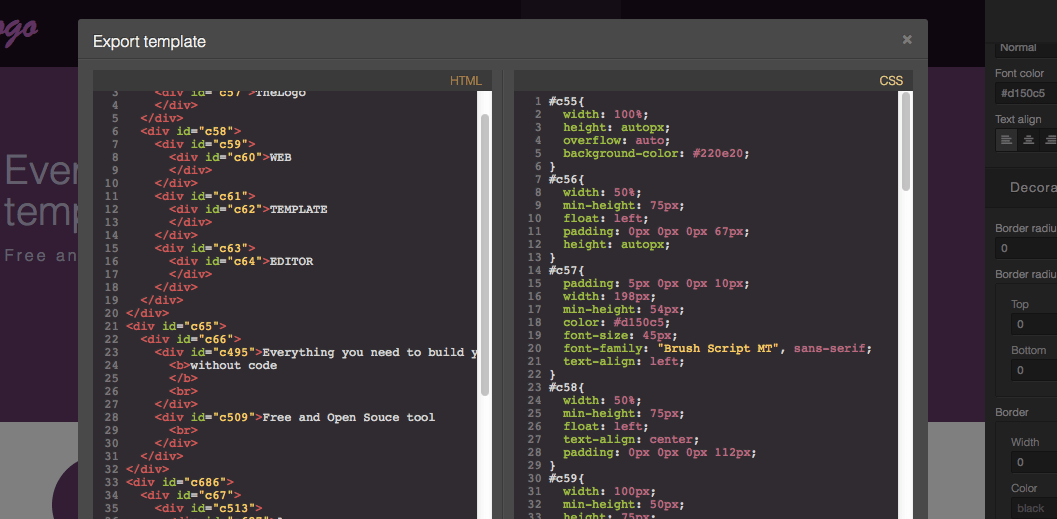 ogo
Export template
×
HTML
3 <div id="c57">TheLogo
4 </div>
5 </div>
6 <div id="c58">
7 <div id="c59">
8 <div id="c60">WEB
9 </div>
10 </div>
11 <div id="c61">
12 <div id="c62">TEMPLATE
13 </div>
14 </div>
15 <div id="c63">
16 <div id="c64">EDITOR
17 </div>
18 </div>
19 </div>
20 </div>
21 <div id="c65">
22 <div id="c66">
23 <div id="c495">Everything you need to build y
24 <b>without code
25 </b>
26 <br>
27 </div>
28 <div id="c509">Free and Open Souce tool
29 <br>
30 </div>
31 </div>
32 </div>
33 <div id="c686">
34 <div id="c67">
35 <div id="c513">
CSS
1 #c55{
2 width: 100%;
3 height: autopx;
4 overflow: auto;
5 background-color: #220e20;
6 }
7 #c56{
8 width: 50%;
9 min-height: 75px;
10 float: left;
11 padding: 0px 0px 0px 67px;
12 height: autopx;
13 }
14 #c57{
15 padding: 5px 0px 0px 10px;
16 width: 198px;
17 min-height: 54px;
18 color: #d150c5;
19 font-size: 45px;
20 font-family: "Brush Script MT", sans-serif;
21 text-align: left;
22 }
23 #c58{
24 width: 50%;
25 min-height: 75px;
26 float: left;
27 text-align: center;
28 padding: 0px 0px 0px 112px;
29 }
30 #c59{
31 width: 100px;
32 min-height: 50px;
33 height: 75px;
Ever
temp
Free an
Normal
Font color
#d150c5
Text align
Decora
Border radiu
0
Border radiu
Top
0
Bottom
0
Border
Width
0
Color
black